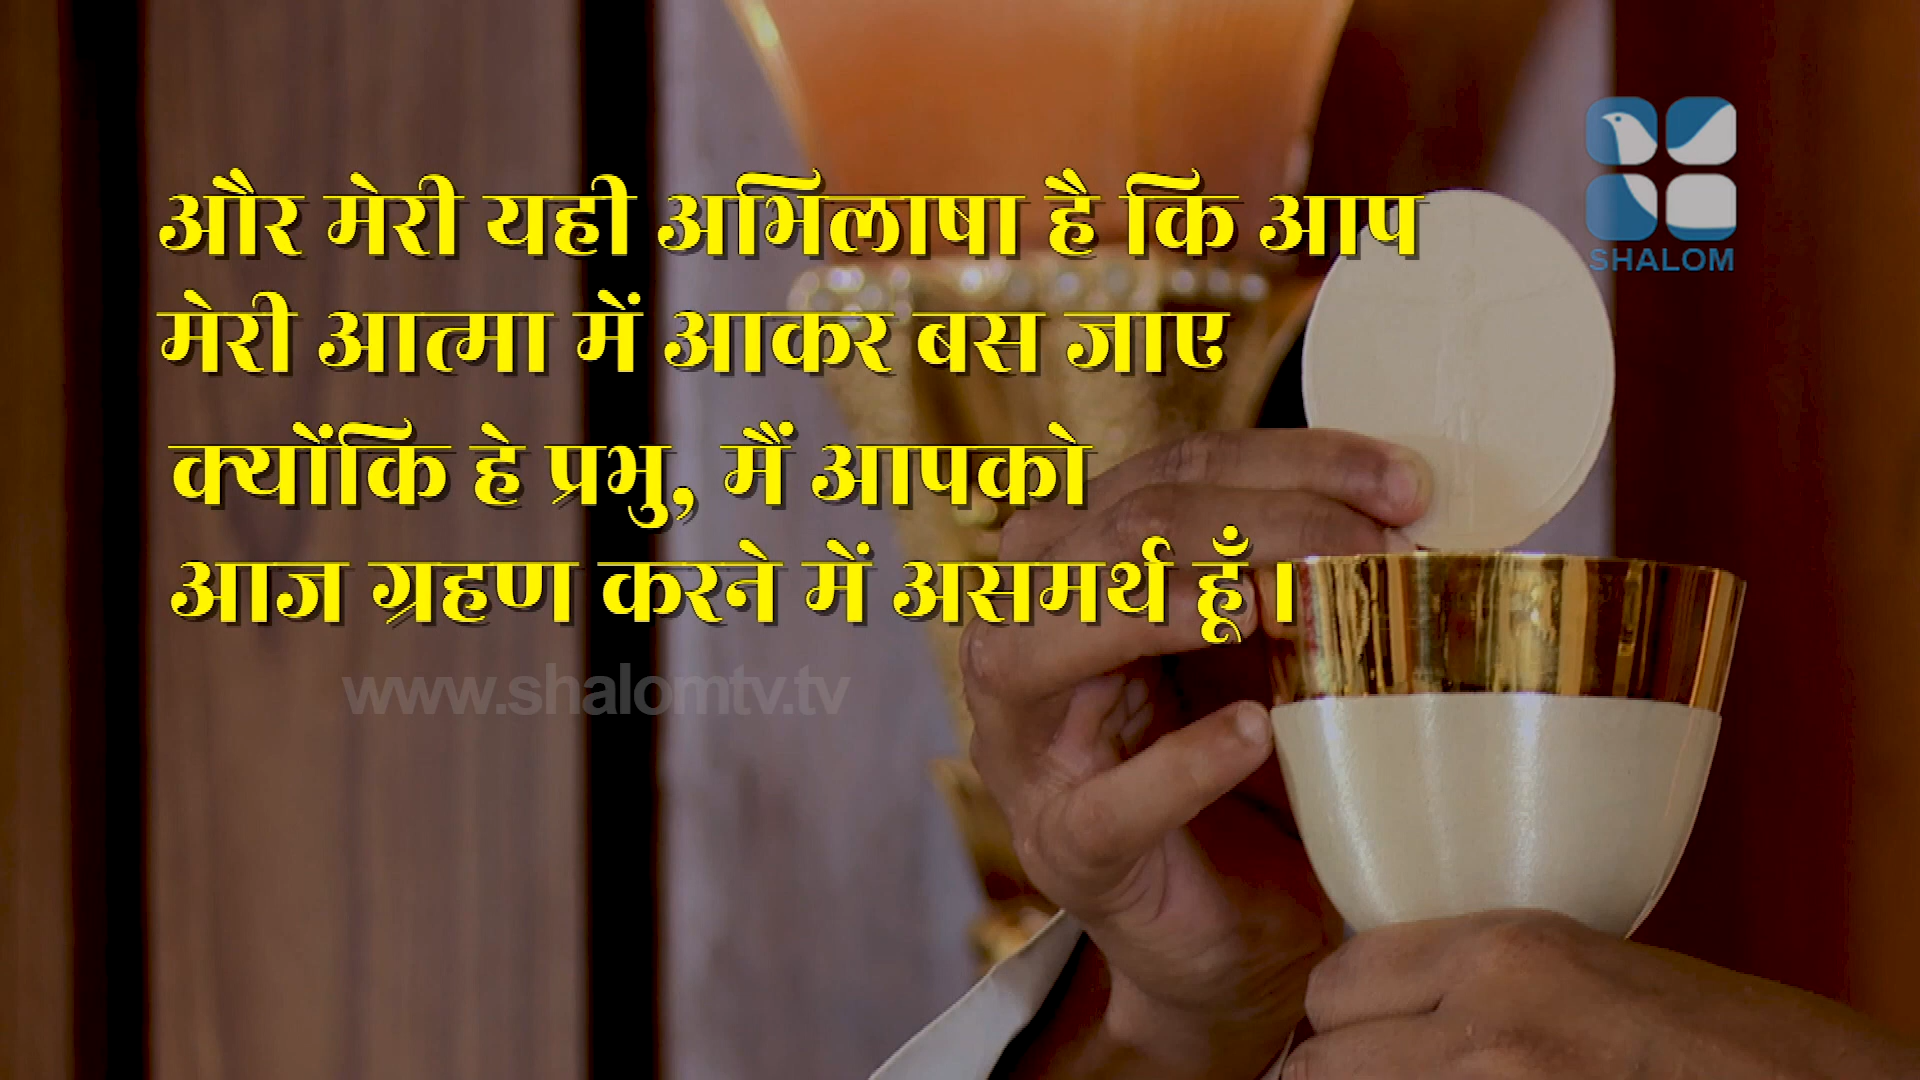 SHALOM
और मेरी यही अभिलाषा है कि आप
मेरी आत्मा में आकर बस जाए
क्योंकि हे प्रभु, मैं आपको
आज ग्रहण करने में असमर्थ हूँ।
www.shalomtv.tv